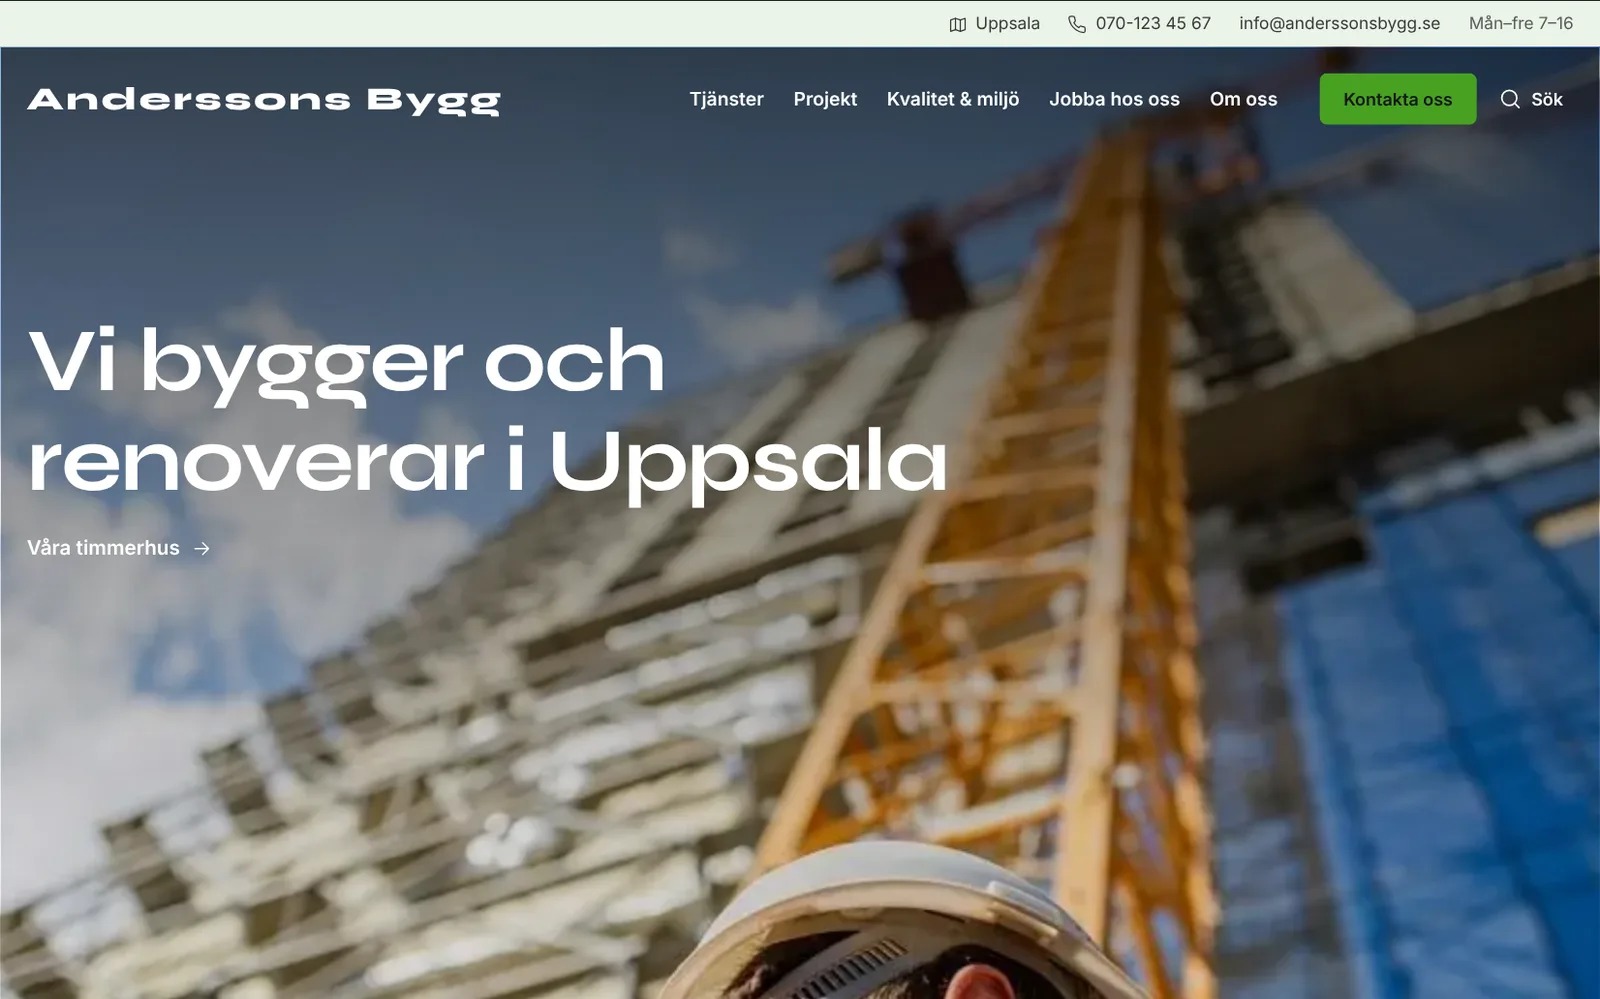 Uppsala 070-123 45 67 info@anderssonsbygg.se Mån–fre 7–16
Anderssons Bygg
Tjänster Projekt Kvalitet & miljö Jobba hos oss Om oss Kontakta oss Sök
Vi bygger och
renoverar i Uppsala
Våra timmerhus →